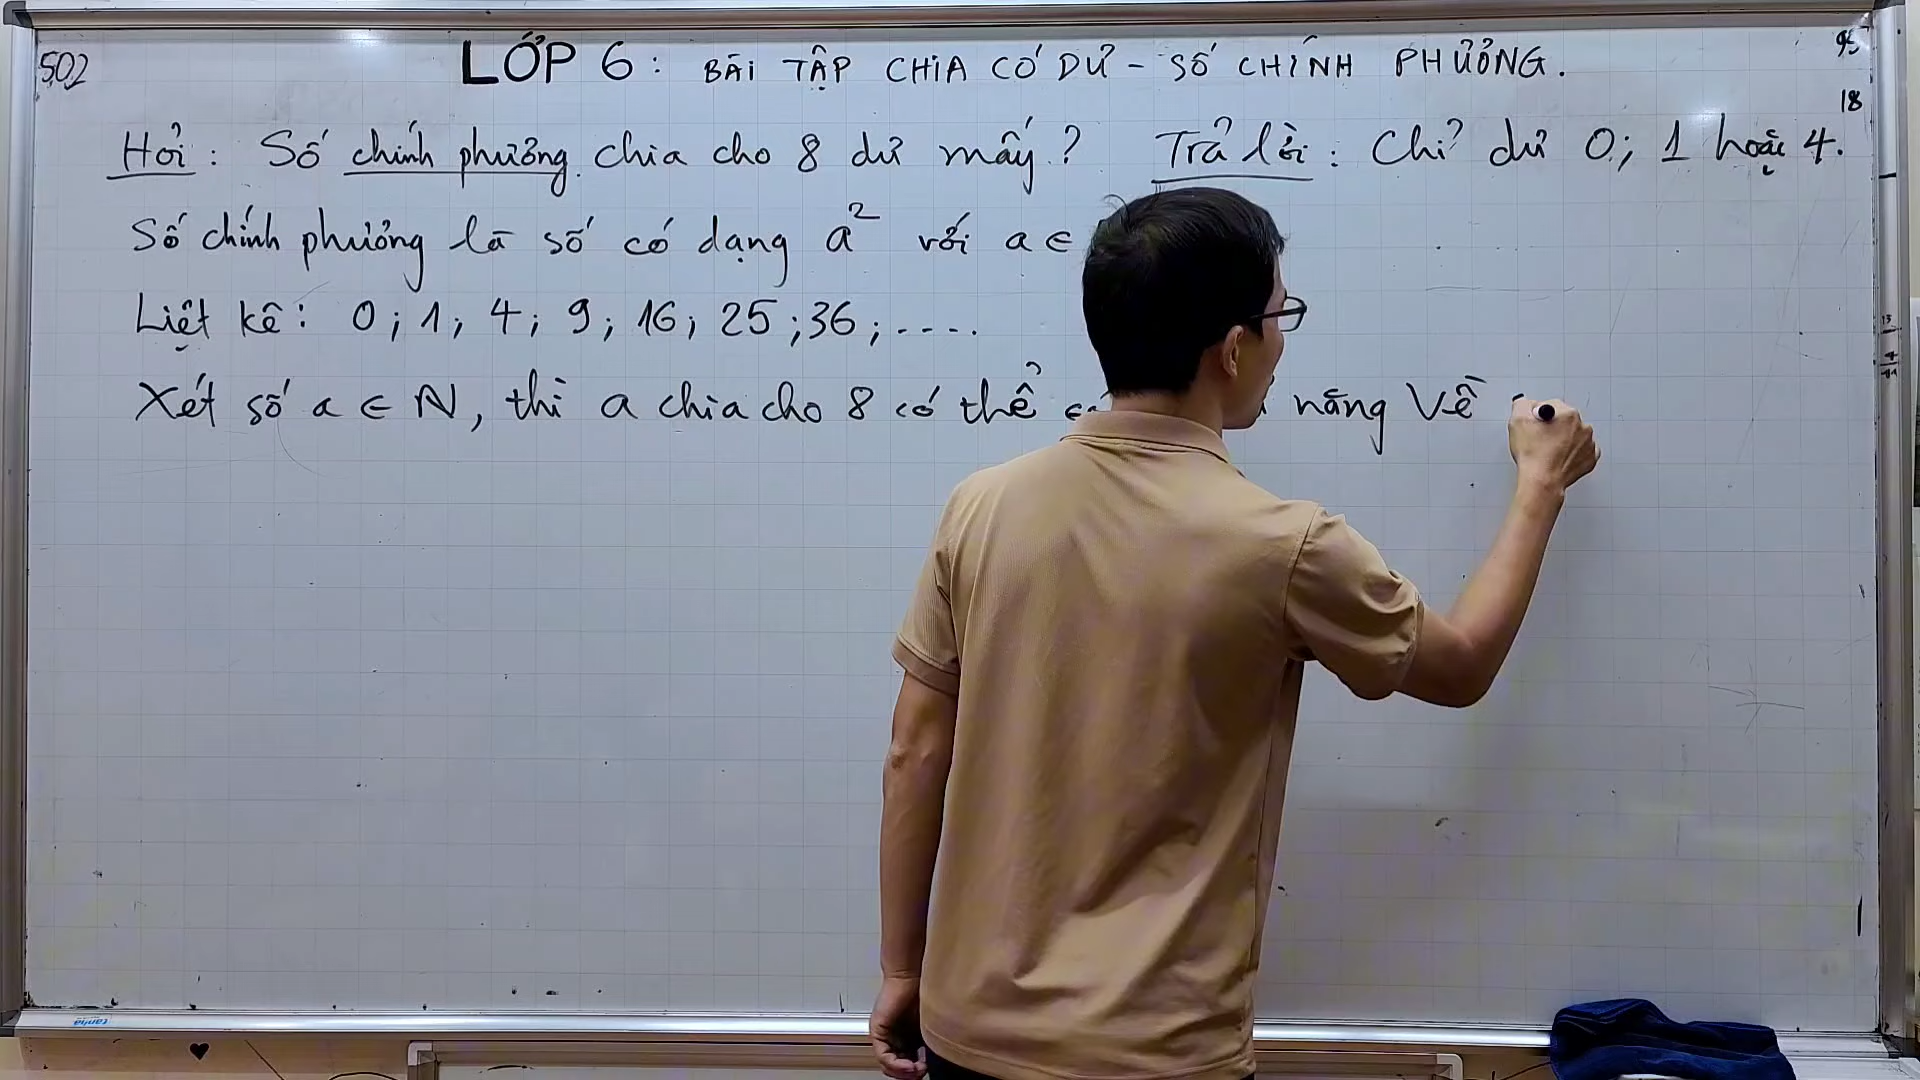 502
LỚP 6 : BÀI TẬP CHIA CÓ DƯ - SỐ CHÍNH PHƯƠNG.
95
18
Hỏi : Số chính phương chia cho 8 dư mấy ? Trả lời : Chỉ dư 0 ; 1 hoặc 4.
Số chính phương là số có dạng a² với a ∈
Liệt kê : 0 ; 1 ; 4 ; 9 ; 16 ; 25 ; 36 ; ....
Xét số a ∈ N, thì a chia cho 8 có thể năng về